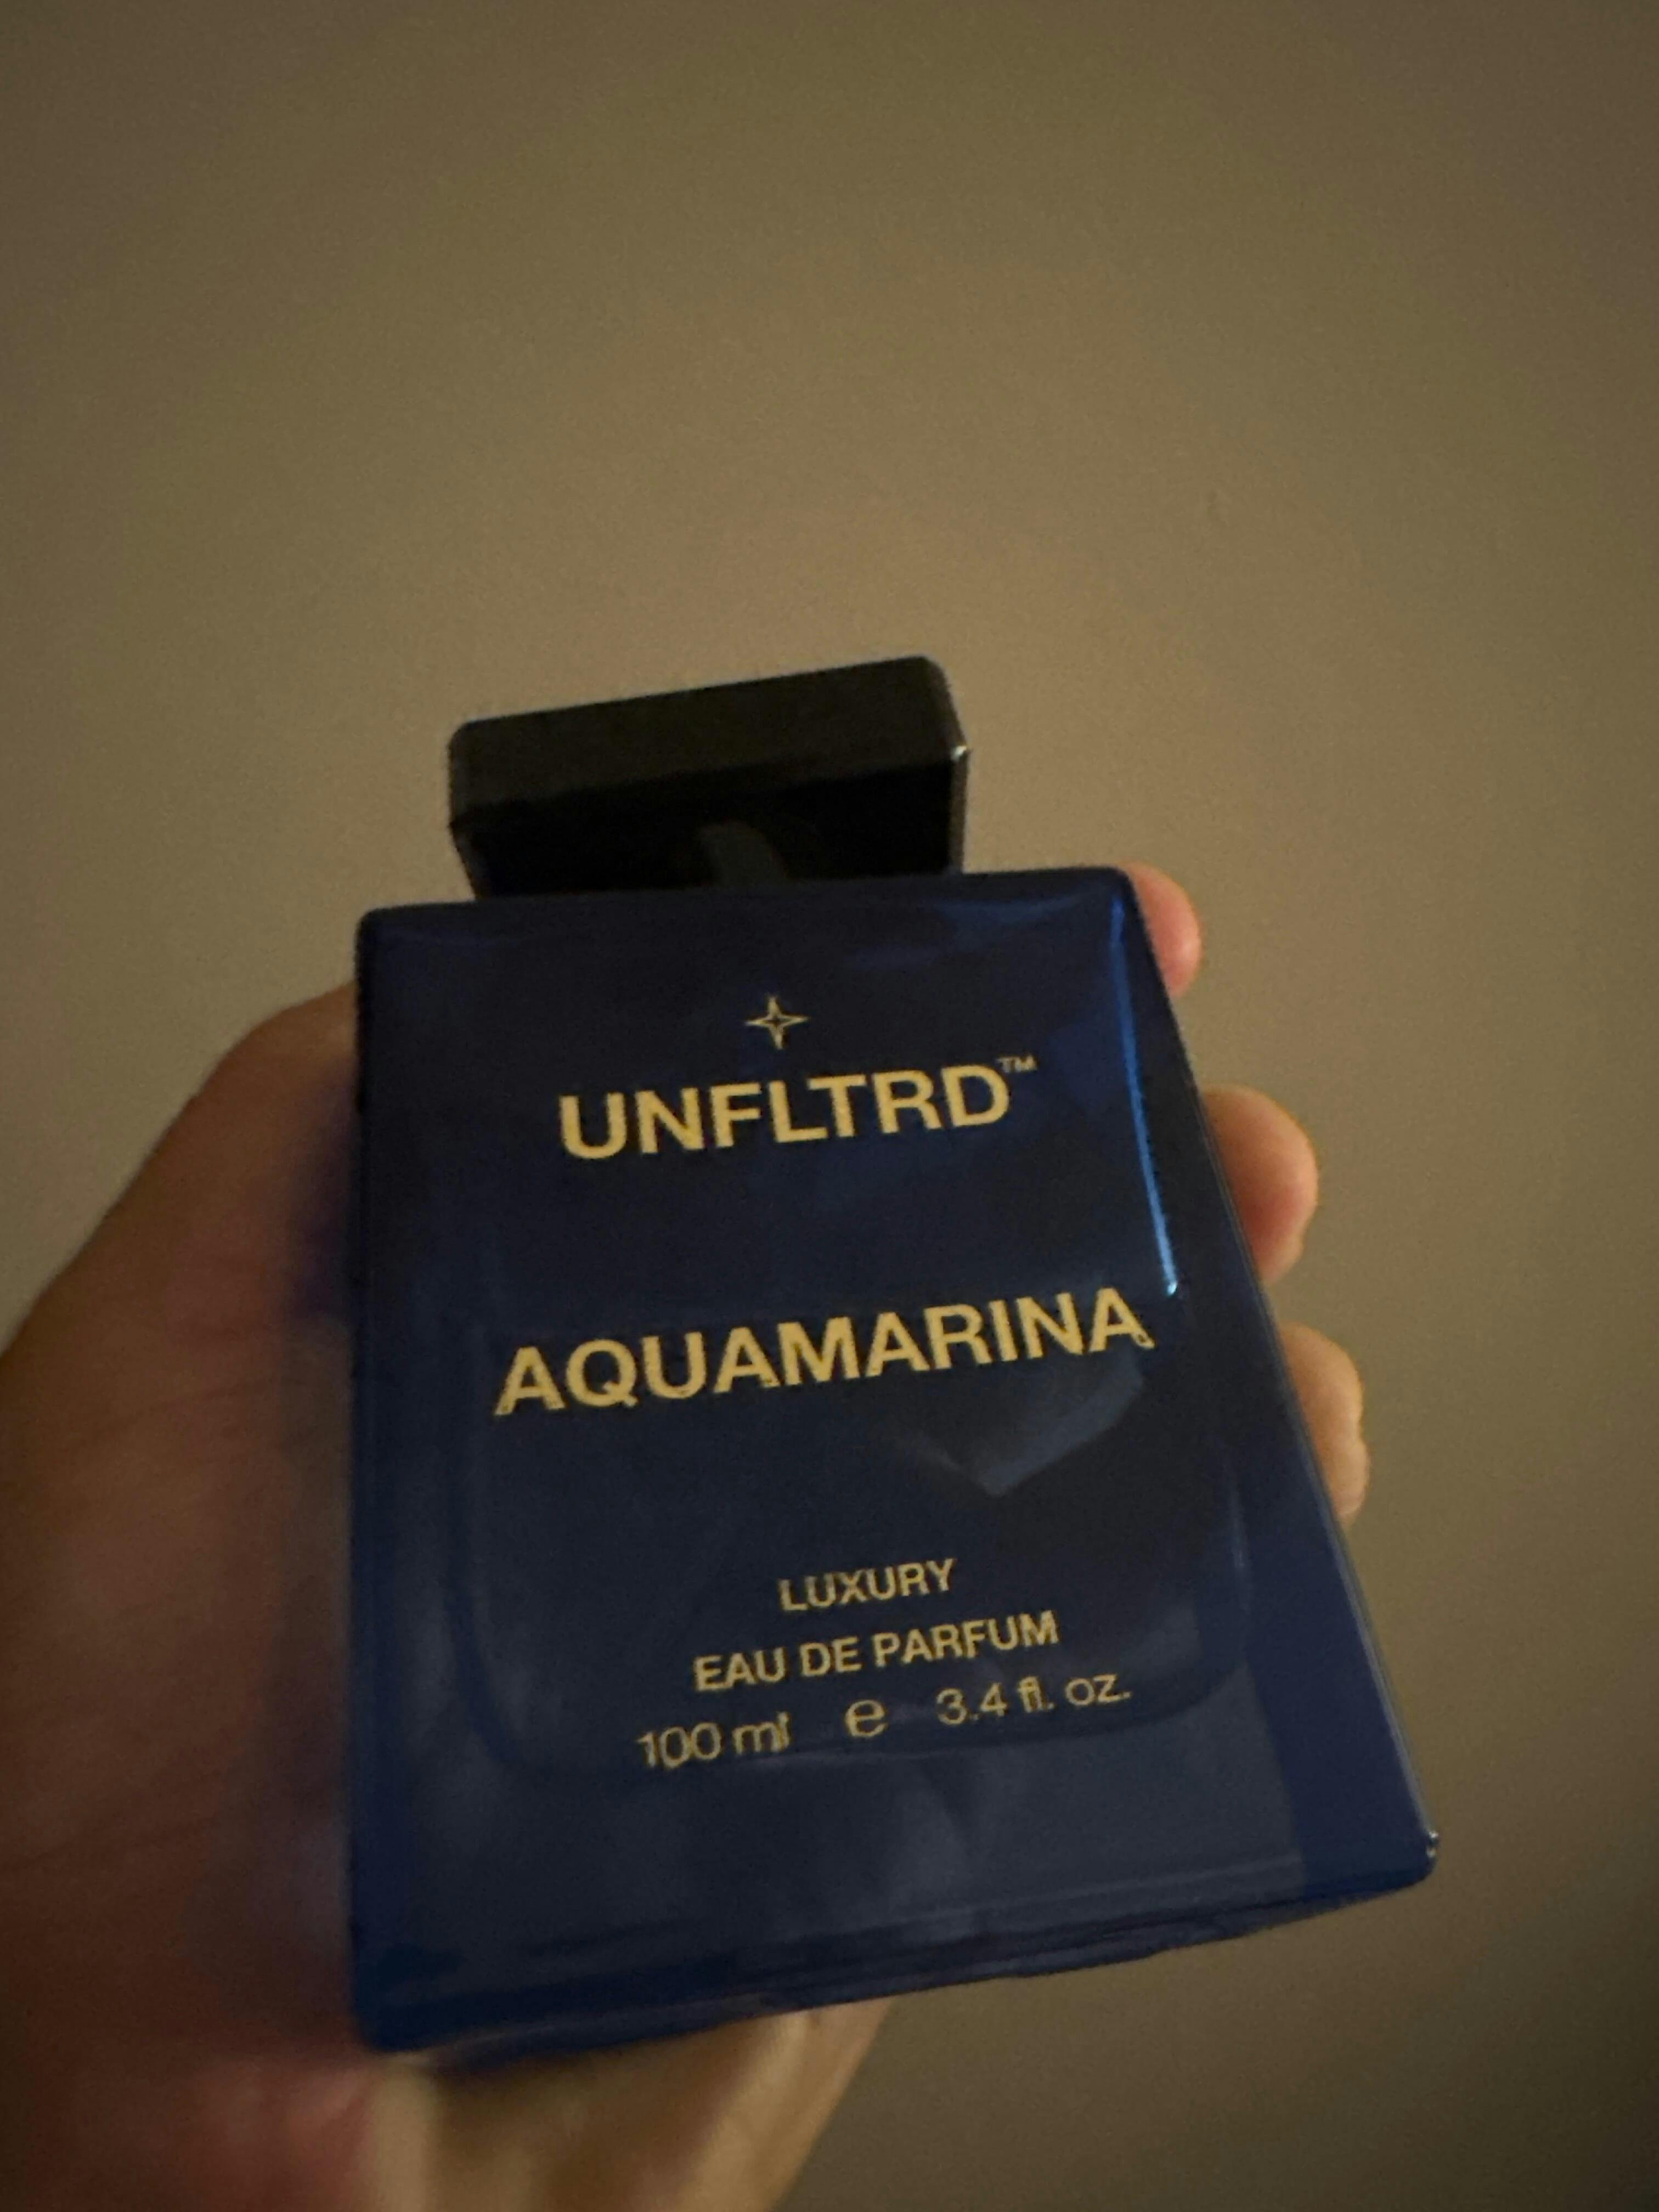 UNFLTRD™
AQUAMARINA
LUXURY
EAU DE PARFUM
100 ml e 3.4 fl. oz.